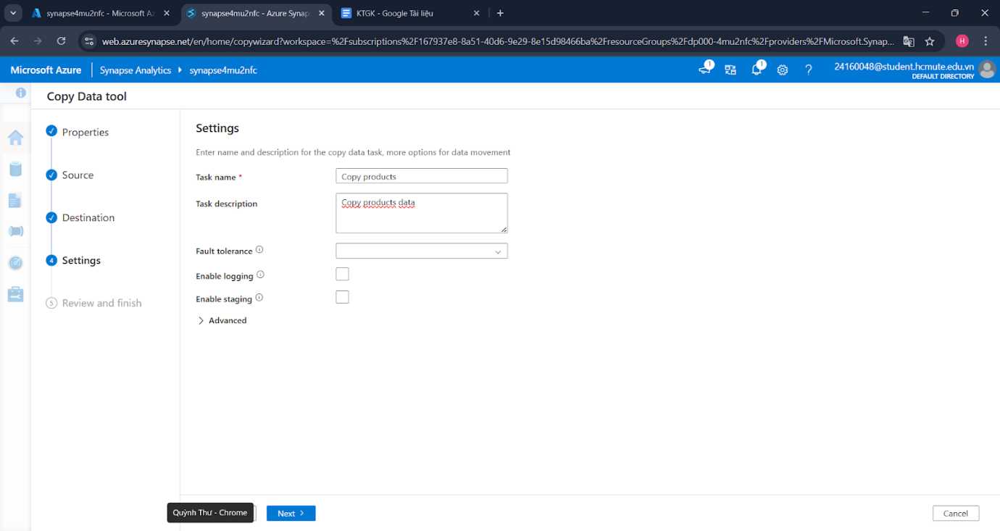 synapse4mu2nfc - Microsoft Az
synapse4mu2nfc - Azure Synap
KTGK - Google Tài liệu
web.azuresynapse.net/en/home/copywizard?workspace=%2Fsubscriptions%2F167937e8-8a51-40d6-9e29-8e15d98466ba%2FresourceGroups%2Fdp000-4mu2nfc%2Fproviders%2FMicrosoft.Synap...
H
Microsoft Azure
Synapse Analytics
synapse4mu2nfc
1
1
24160048@student.hcmute.edu.vn
DEFAULT DIRECTORY
Copy Data tool
Properties
Source
Destination
4 Settings
5 Review and finish
Settings
Enter name and description for the copy data task, more options for data movement
Task name *
Copy products
Task description
Copy products data
Fault tolerance
Enable logging
Enable staging
Advanced
Quỳnh Thư - Chrome
Next
Cancel